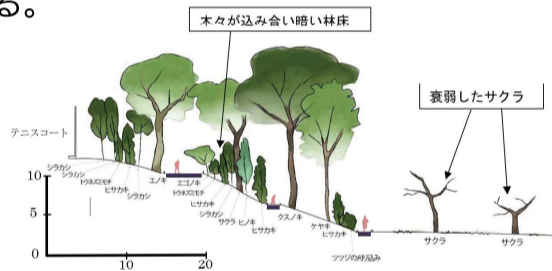 る。
木々が込み合い暗い林床
衰弱したサクラ
テニスコート
シラカシ
シラカシ
トウネズミモチ
ヒサカキ
シラカシ
エノキ
エゴノキ
トウネズミモチ
ヒサカキ
シラカシ
サクラ
ヒノキ
ヒサカキ
クスノキ
ケヤキ
ヒサカキ
ツツジの刈り込み
サクラ
サクラ
10
5
0
10
20